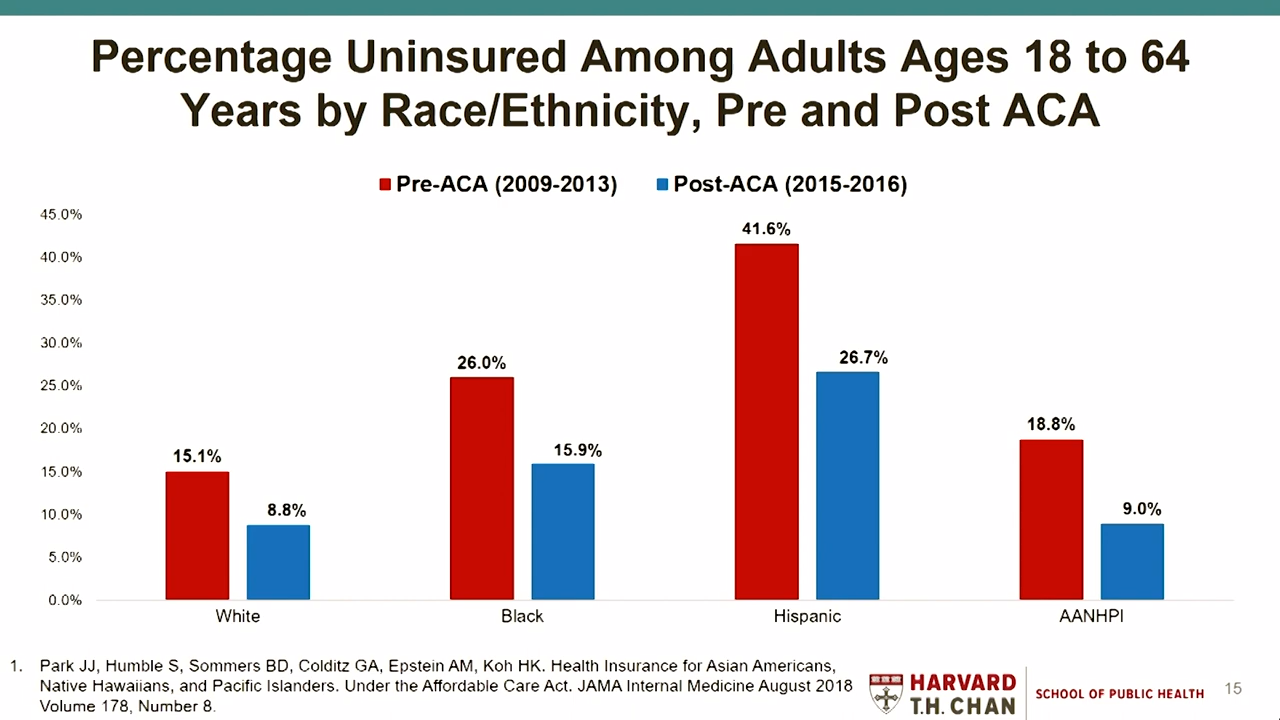 Percentage Uninsured Among Adults Ages 18 to 64
Years by Race/Ethnicity, Pre and Post ACA
Pre-ACA (2009-2013) Post-ACA (2015-2016)
45.0%
40.0%
35.0%
30.0%
25.0%
20.0%
15.0%
10.0%
5.0%
0.0%
15.1%
8.8%
26.0%
15.9%
41.6%
26.7%
18.8%
9.0%
White Black Hispanic AANHPI
1. Park JJ, Humble S, Sommers BD, Colditz GA, Epstein AM, Koh HK. Health Insurance for Asian Americans,
Native Hawaiians, and Pacific Islanders. Under the Affordable Care Act. JAMA Internal Medicine August 2018
Volume 178, Number 8.
HARVARD
T.H. CHAN
SCHOOL OF PUBLIC HEALTH
15